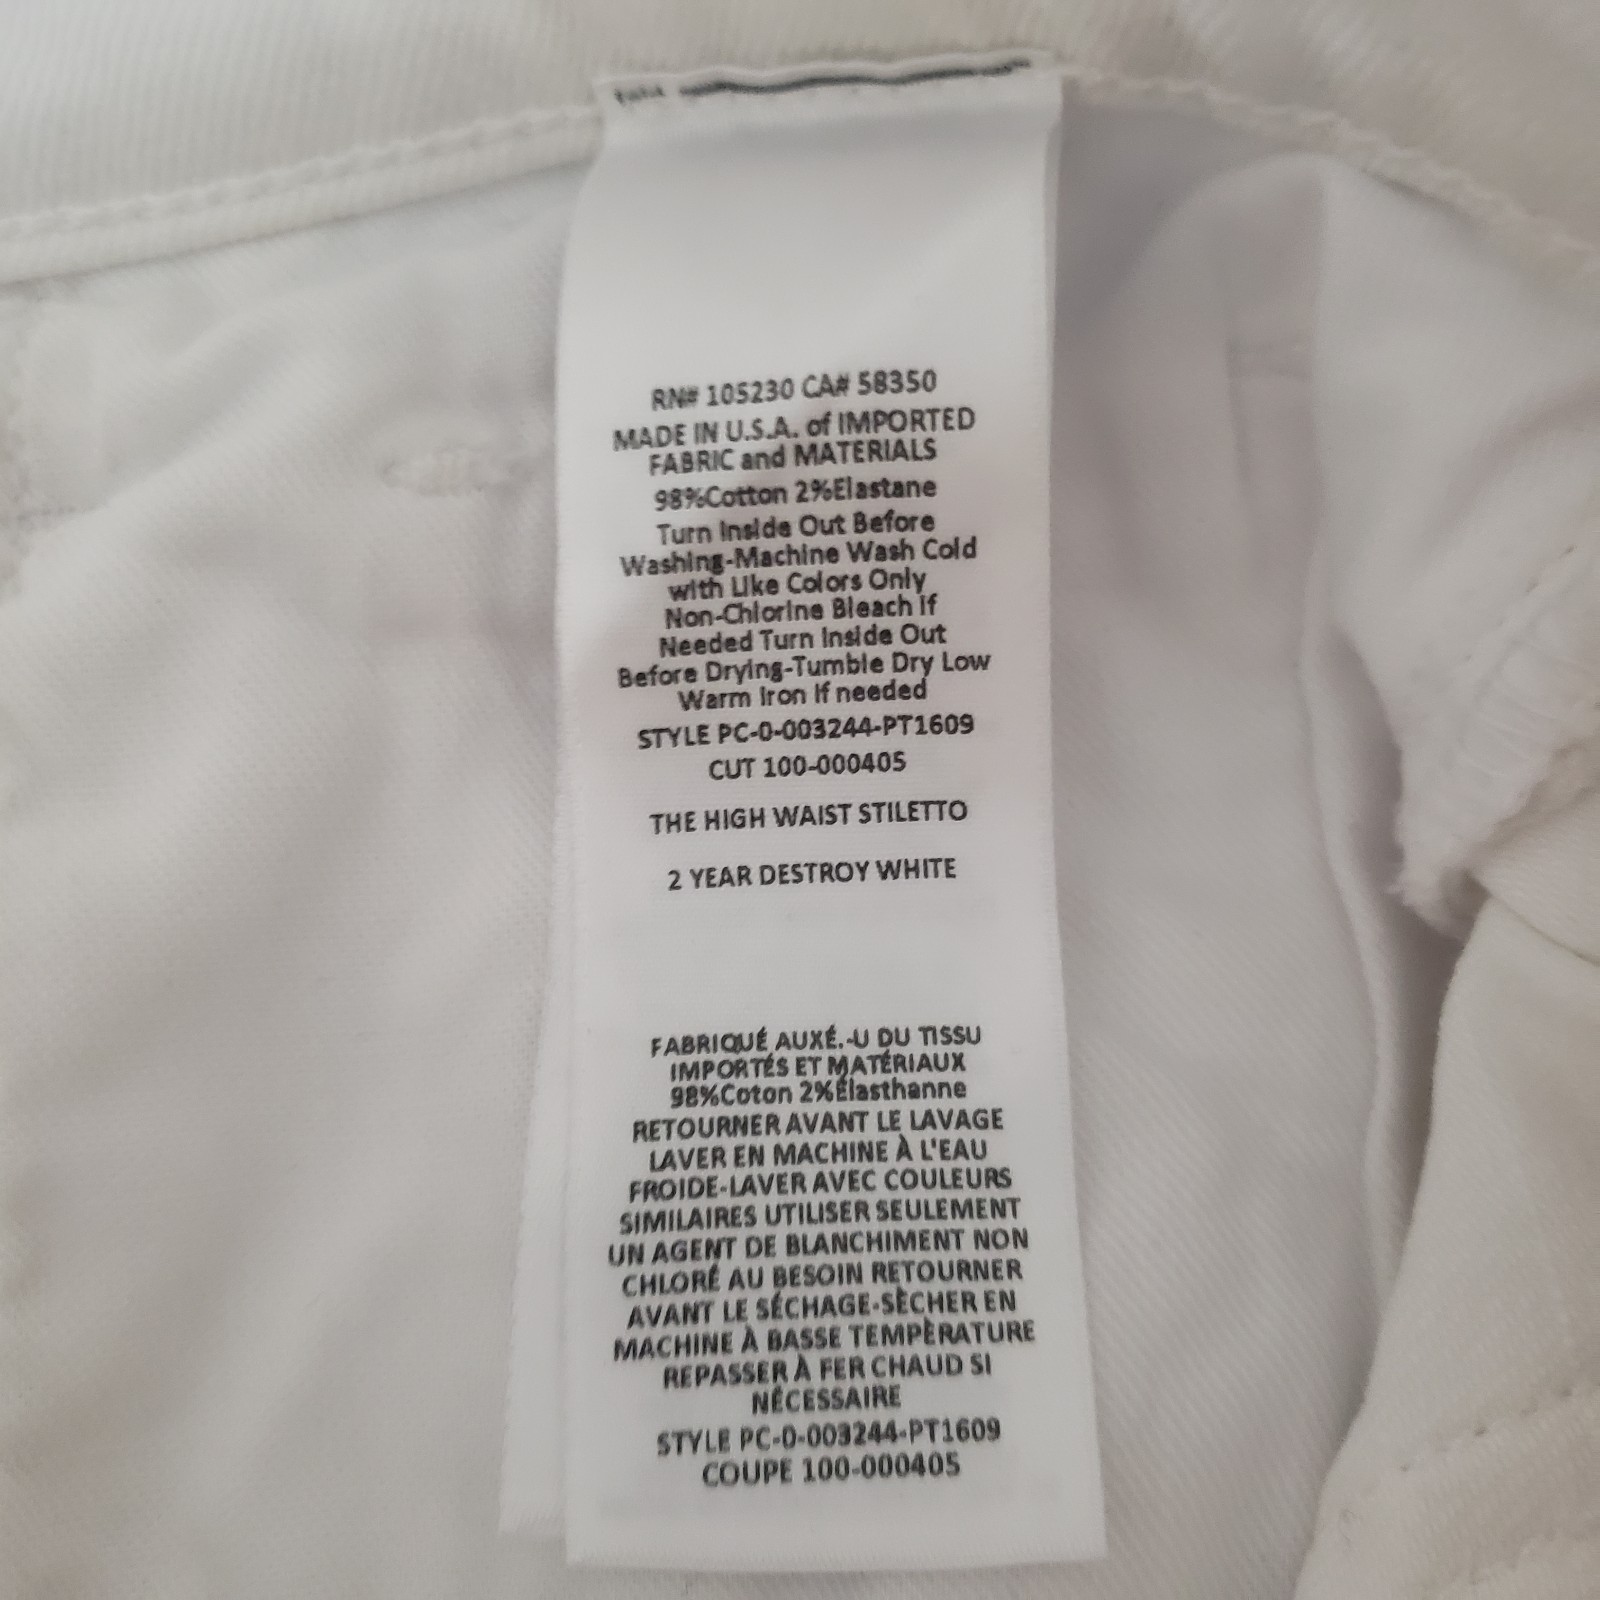 RN# 105230 CA# 58350
MADE IN U.S.A. of IMPORTED
FABRIC and MATERIALS
98%Cotton 2%Elastane
Turn Inside Out Before
Washing-Machine Wash Cold
with Like Colors Only
Non-Chlorine Bleach if
Needed Turn Inside Out
Before Drying-Tumble Dry Low
Warm Iron If needed
STYLE PC-0-003244-PT1609
CUT 100-000405
THE HIGH WAIST STILETTO
2 YEAR DESTROY WHITE
FABRIQUÉ AUXÉ.-U DU TISSU
IMPORTÉS ET MATÉRIAUX
98%Coton 2%Élasthanne
RETOURNER AVANT LE LAVAGE
LAVER EN MACHINE À L'EAU
FROIDE-LAVER AVEC COULEURS
SIMILAIRES UTILISER SEULEMENT
UN AGENT DE BLANCHIMENT NON
CHLORÉ AU BESOIN RETOURNER
AVANT LE SÉCHAGE-SÈCHER EN
MACHINE À BASSE TEMPÈRATURE
REPASSER À FER CHAUD SI
NÉCESSAIRE
STYLE PC-0-003244-PT1609
COUPE 100-000405